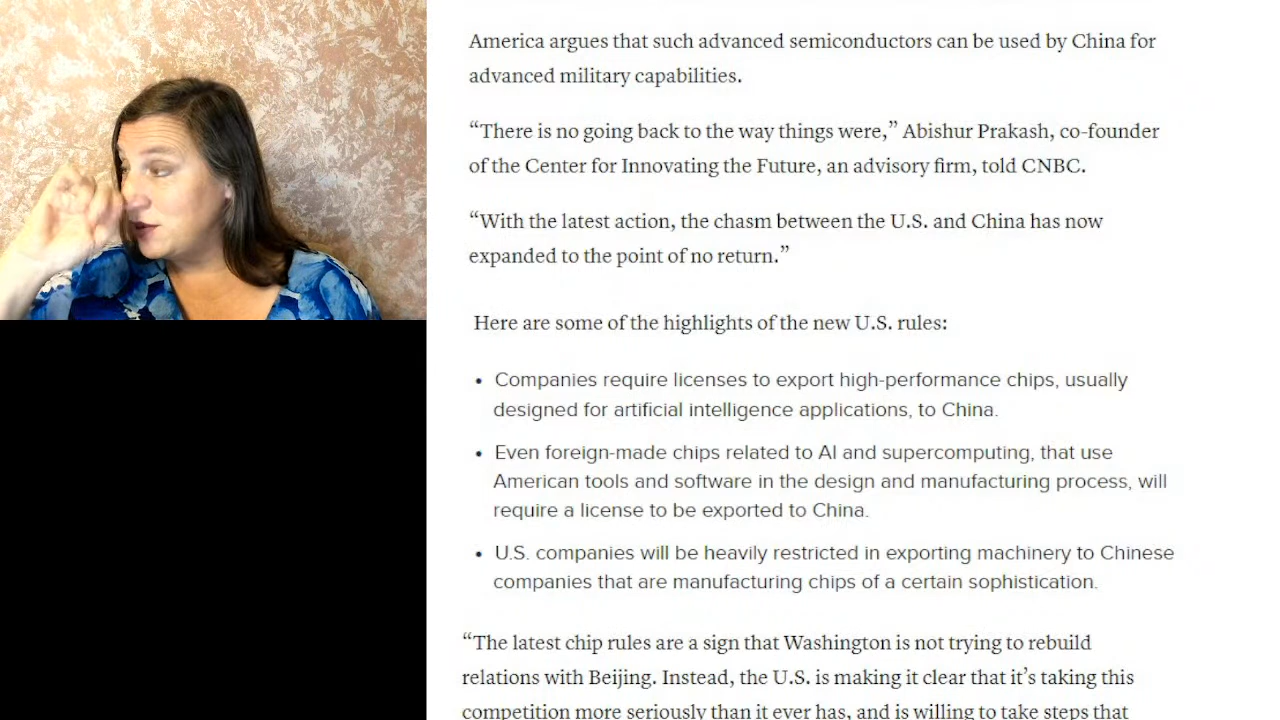 America argues that such advanced semiconductors can be used by China for
advanced military capabilities.
“There is no going back to the way things were,” Abishur Prakash, co-founder
of the Center for Innovating the Future, an advisory firm, told CNBC.
“With the latest action, the chasm between the U.S. and China has now
expanded to the point of no return.”
Here are some of the highlights of the new U.S. rules:
• Companies require licenses to export high-performance chips, usually
designed for artificial intelligence applications, to China.
• Even foreign-made chips related to AI and supercomputing, that use
American tools and software in the design and manufacturing process, will
require a license to be exported to China.
• U.S. companies will be heavily restricted in exporting machinery to Chinese
companies that are manufacturing chips of a certain sophistication.
“The latest chip rules are a sign that Washington is not trying to rebuild
relations with Beijing. Instead, the U.S. is making it clear that it’s taking this
competition more seriously than it ever has, and is willing to take steps that